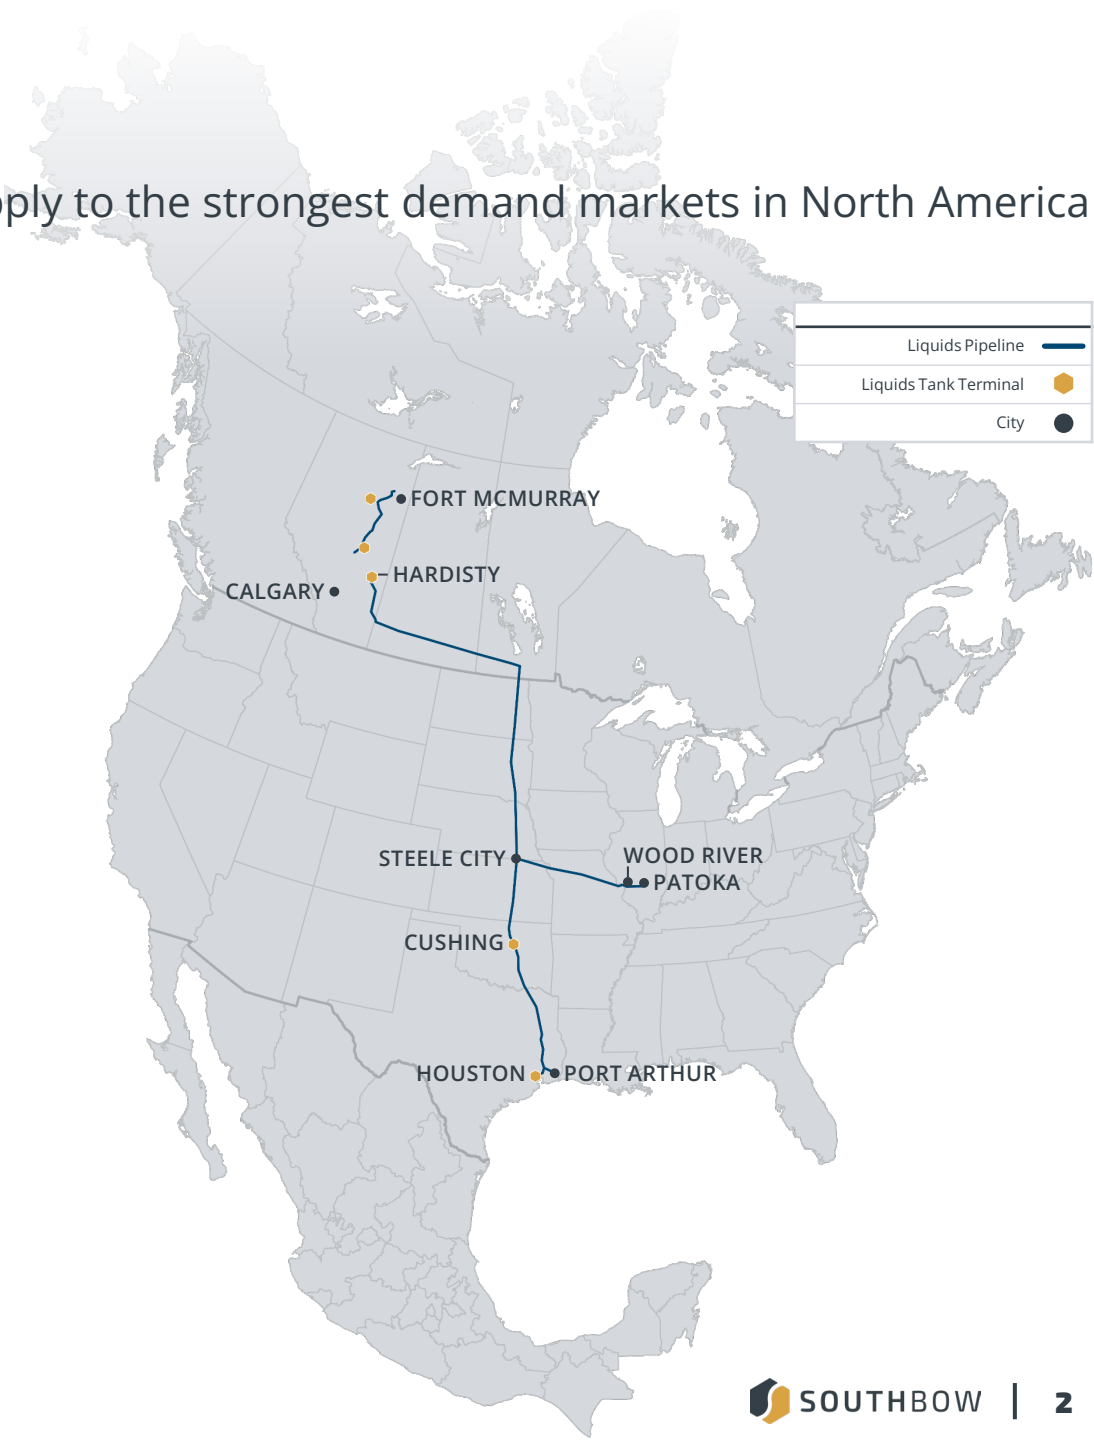 to the strongest demand markets in North America
Liquids Pipeline
Liquids Tank Terminal
City
FORT MCMURRAY
HARDISTY
CALGARY
STEELE CITY
WOOD RIVER
PATOKA
CUSHING
HOUSTON
PORT ARTHUR
SOUTHBOW
2